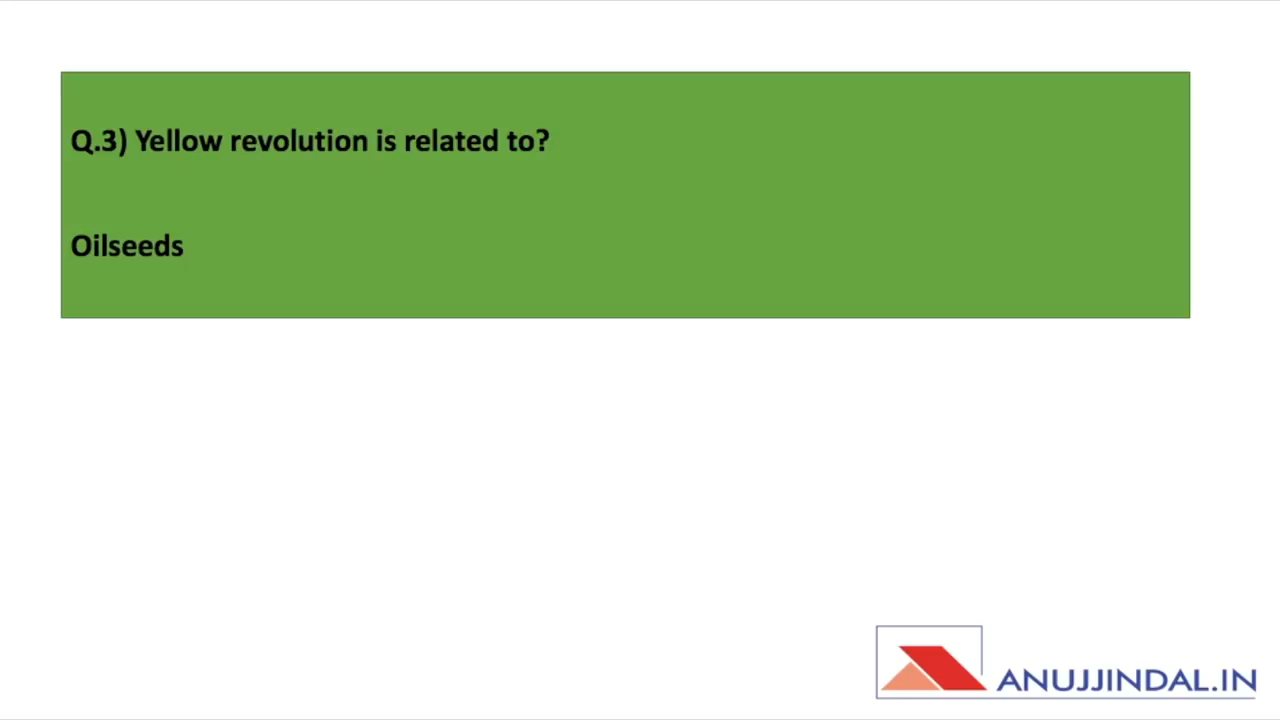 Q.3) Yellow revolution is related to?
Oilseeds
ANUJJINDAL.IN